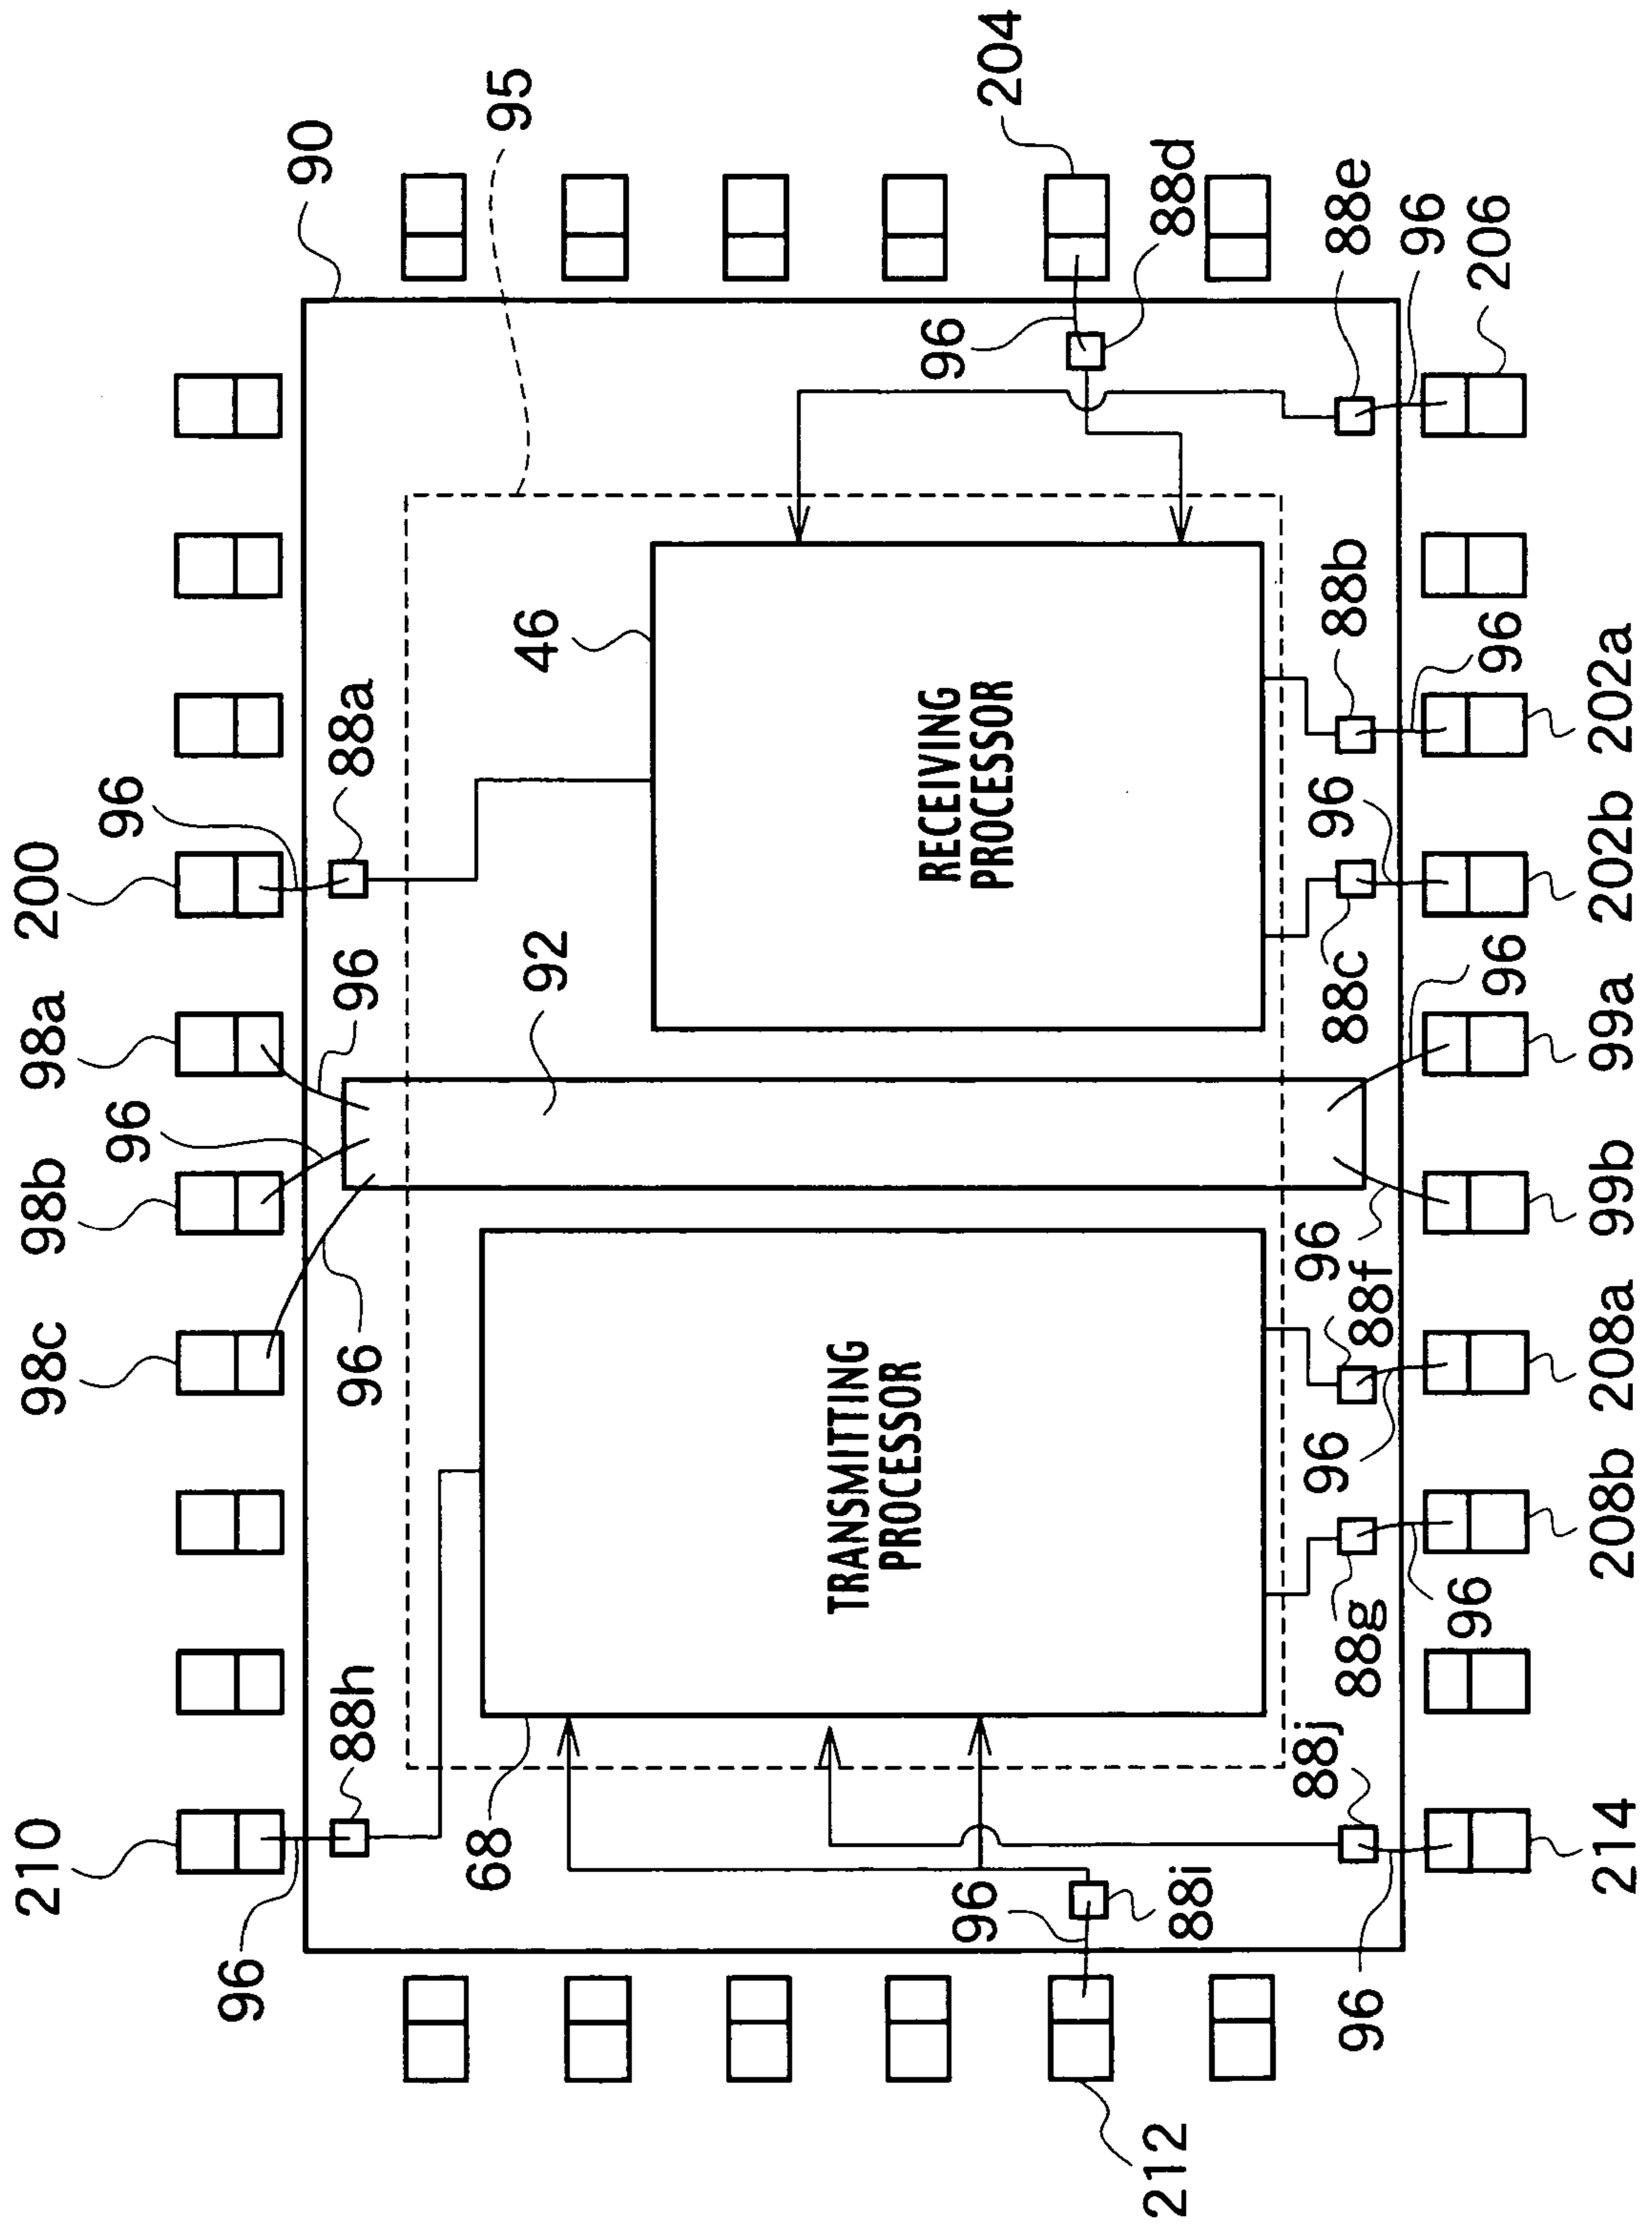 210
98c
98b
98a
200
96
96
96
90
88h
96
96
88a
68
92
46
95
TRANSMITTING
PROCESSOR
RECEIVING
PROCESSOR
96
96
204
212
88i
88d
88j
96
96
96
96
88g
88f
88c
88b
88e
96
96
96
96
206
214
208b
208a
99b
99a
202b
202a